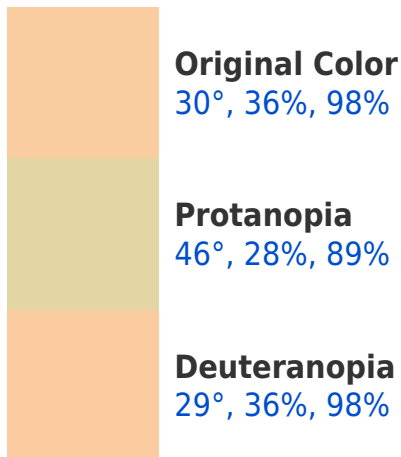 Original Color
30°, 36%, 98%
Protanopia
46°, 28%, 89%
Deuteranopia
29°, 36%, 98%